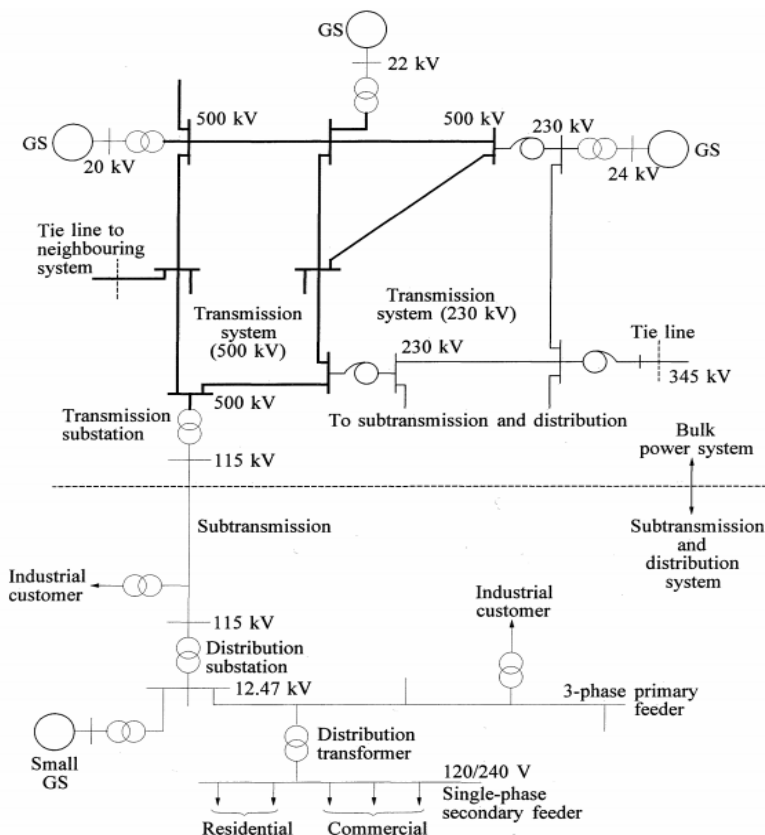 GS
22 kV
500 kV
500 kV
230 kV
GS
20 kV
24 kV
GS
Tie line to
neighbouring
system
Transmission
system
(500 kV)
Transmission
system (230 kV)
Tie line
230 kV
345 kV
500 kV
Transmission
substation
To subtransmission and distribution
Bulk
power system
115 kV
Subtransmission
Subtransmission
and
distribution
system
Industrial
customer
Industrial
customer
115 kV
Distribution
substation
12.47 kV
3-phase primary
feeder
Small
GS
Distribution
transformer
120/240 V
Single-phase
secondary feeder
Residential
Commercial